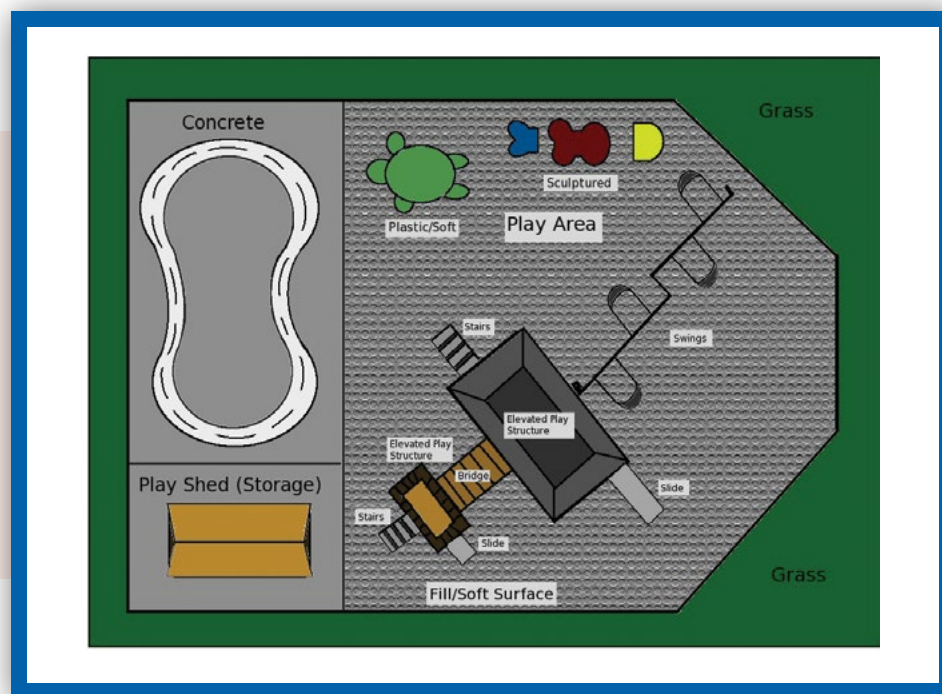 Concrete
Grass
Sculptured
Plastic/Soft
Play Area
Stairs
Swings
Elevated Play
Structure
Elevated Play
Structure
Bridge
Play Shed (Storage)
Slide
Stairs
Slide
Grass
Fill/Soft Surface